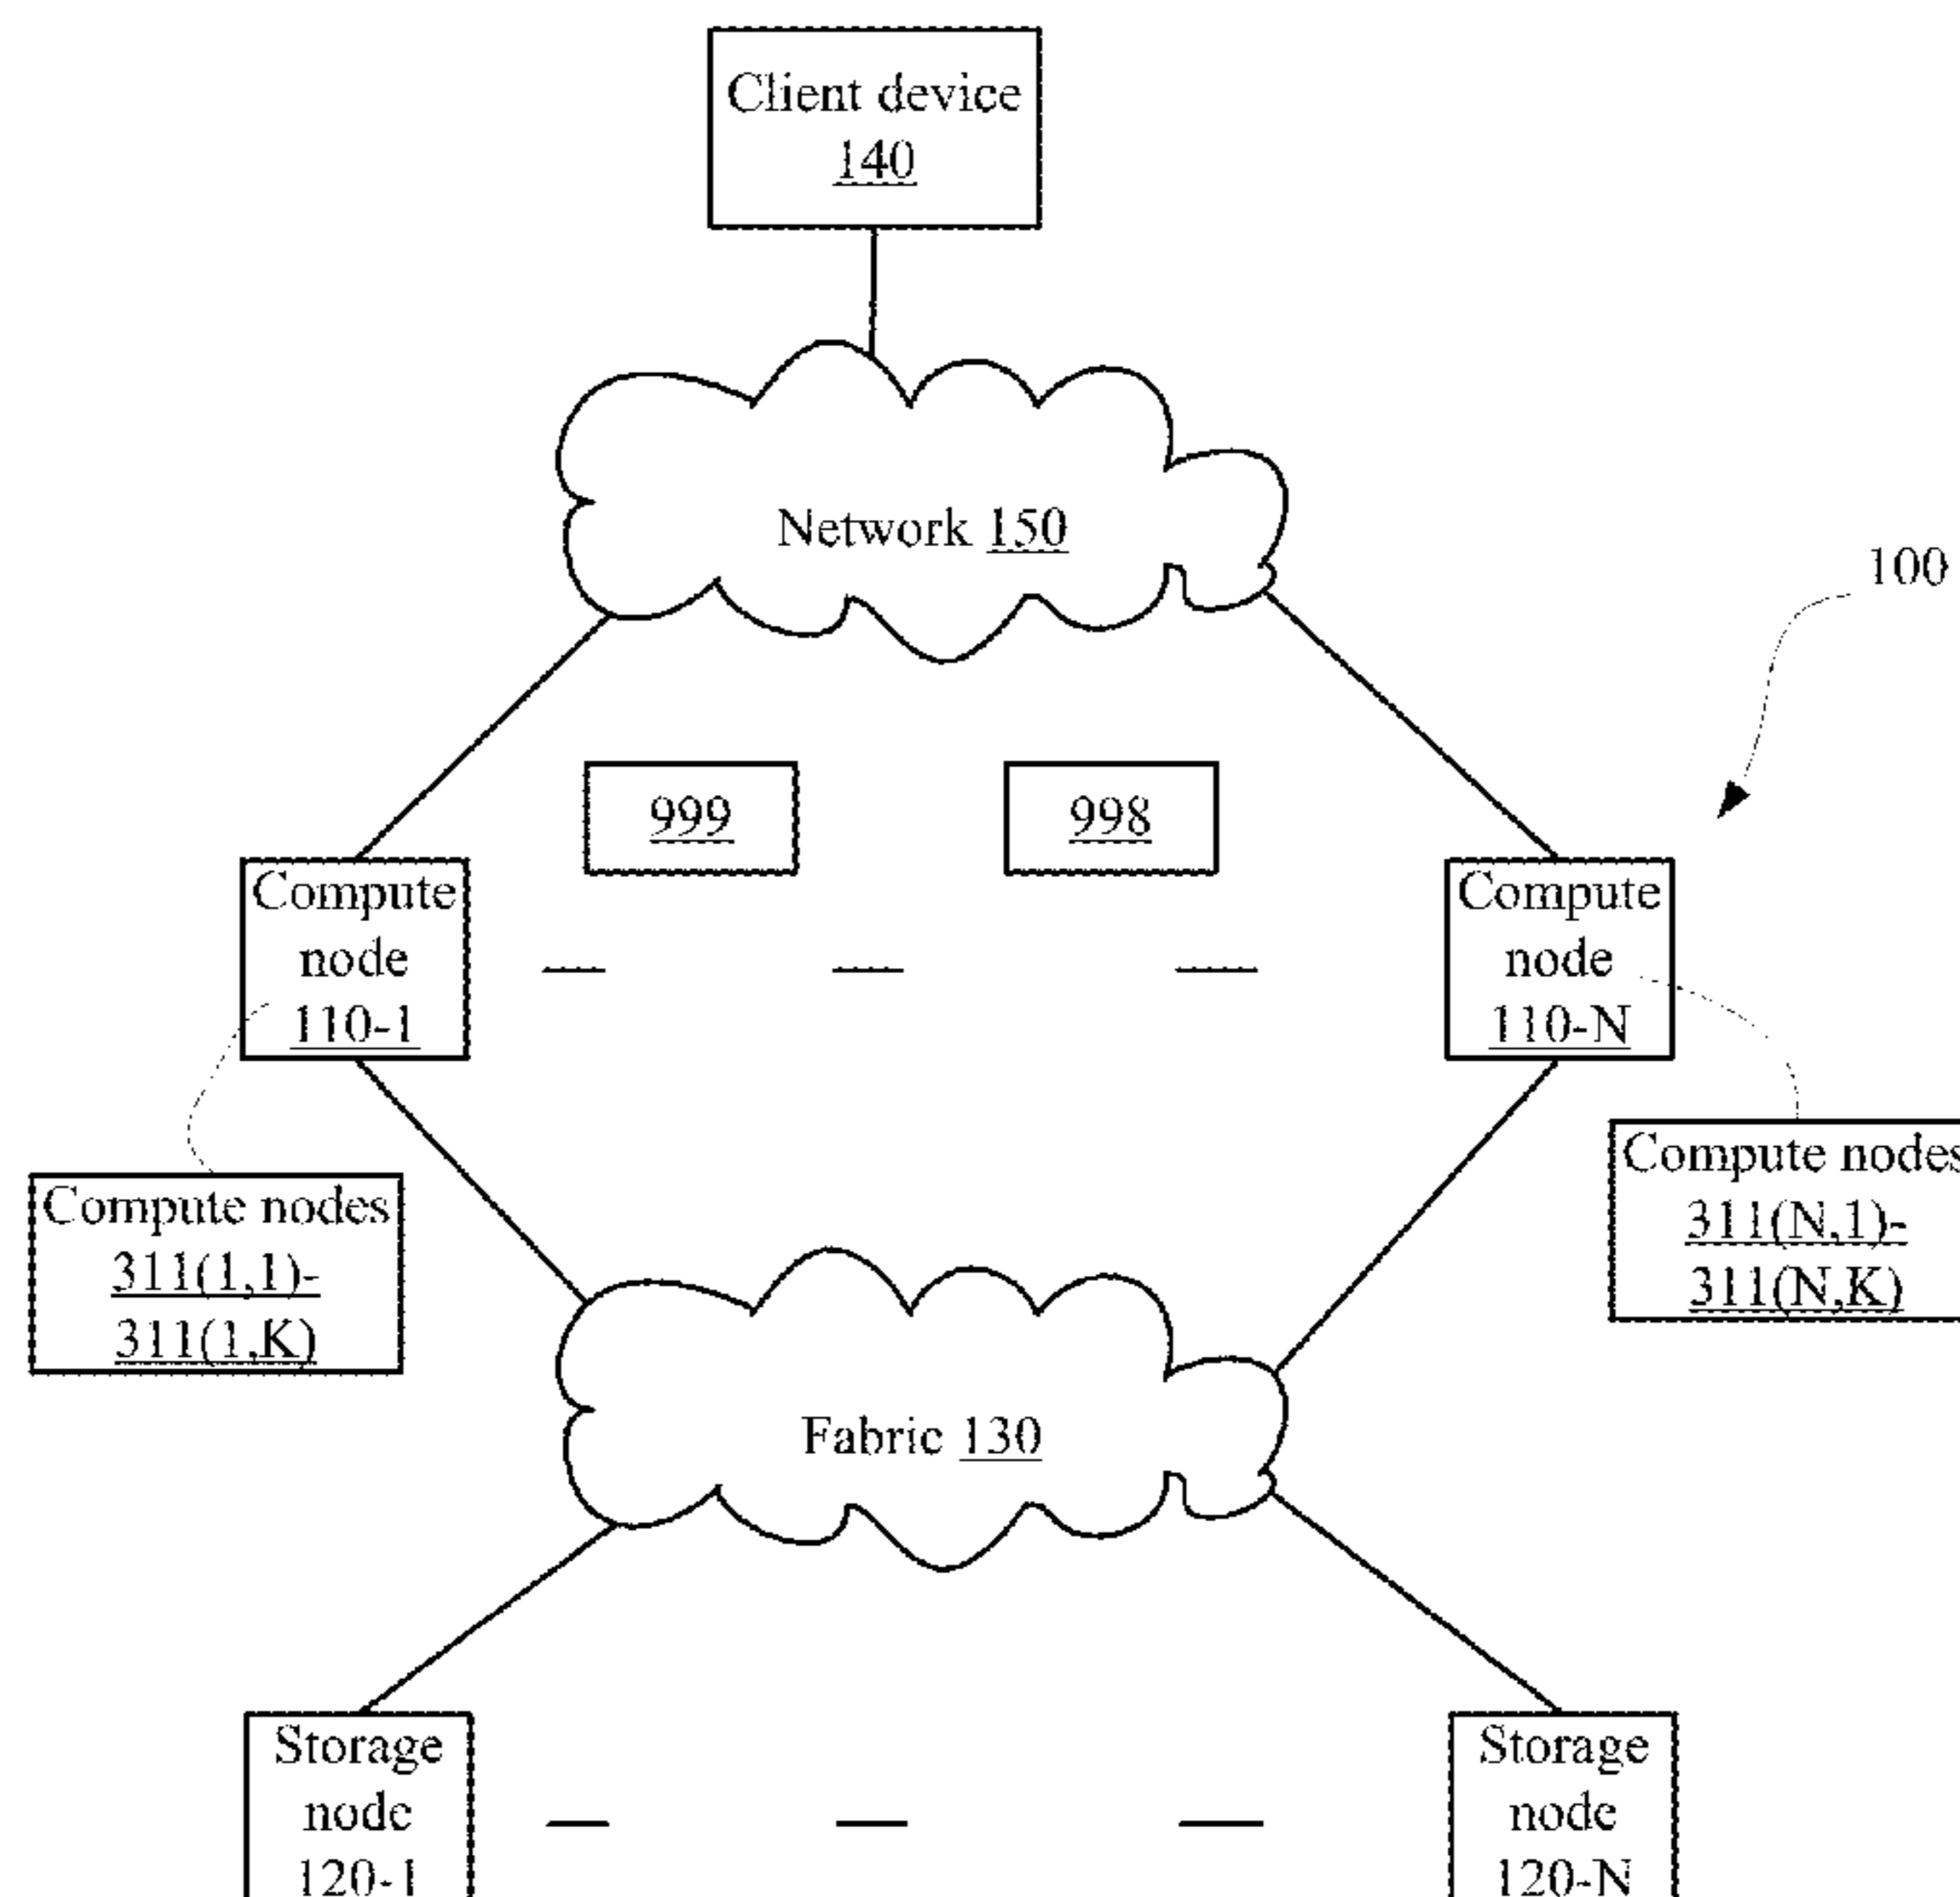 Client device
140
Network 150
100
999
998
Compute
node
110-1
Compute
node
110-N
Compute nodes
311(1,1)-
311(1,K)
Compute nodes
311(N,1)-
311(N,K)
Fabric 130
Storage
node
120-1
Storage
node
120-N